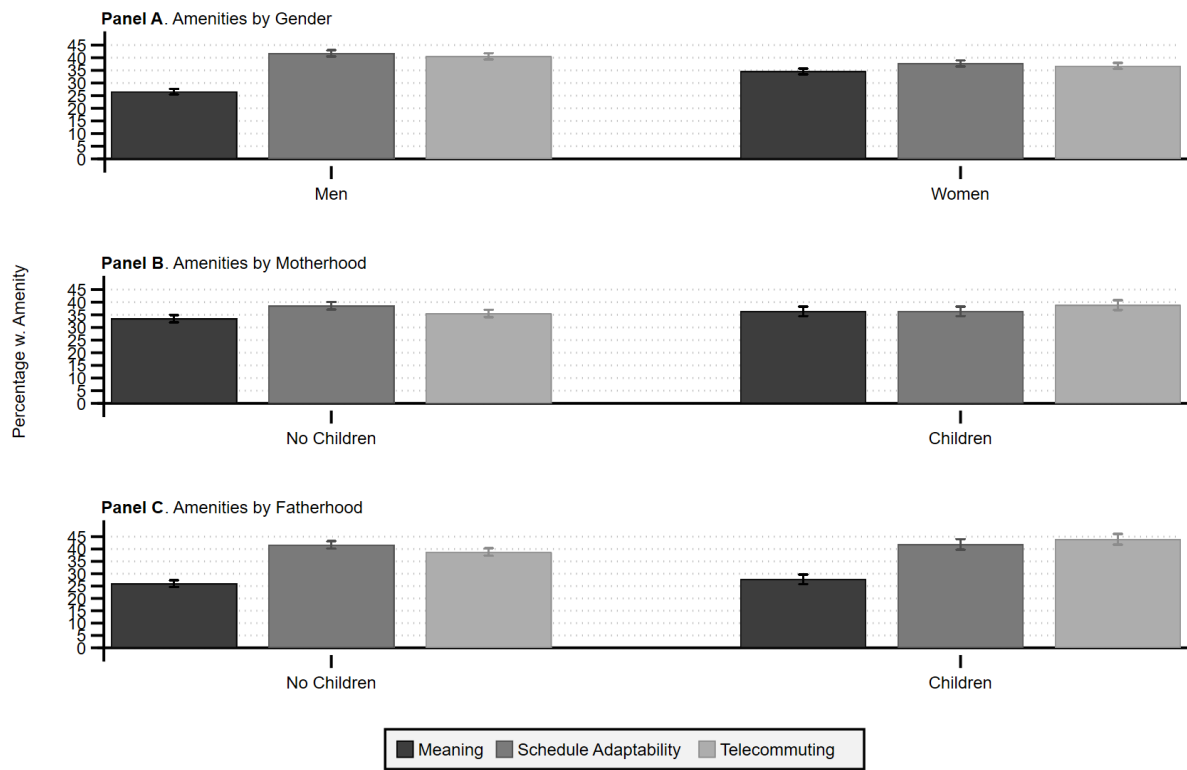 Panel A. Amenities by Gender
45
40
35
30
25
20
15
10
5
0
Men
Women
Percentage w. Amenity
Panel B. Amenities by Motherhood
45
40
35
30
25
20
15
10
5
0
No Children
Children
Panel C. Amenities by Fatherhood
45
40
35
30
25
20
15
10
5
0
No Children
Children
Meaning Schedule Adaptability Telecommuting